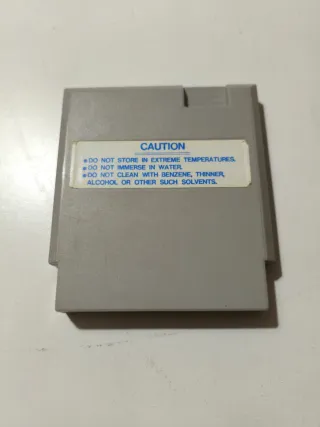 CAUTION
●DO NOT STORE IN EXTREME TEMPERATURES.
●DO NOT IMMERSE IN WATER.
●DO NOT CLEAN WITH BENZENE, THINNER,
ALCOHOL OR OTHER SUCH SOLVENTS.